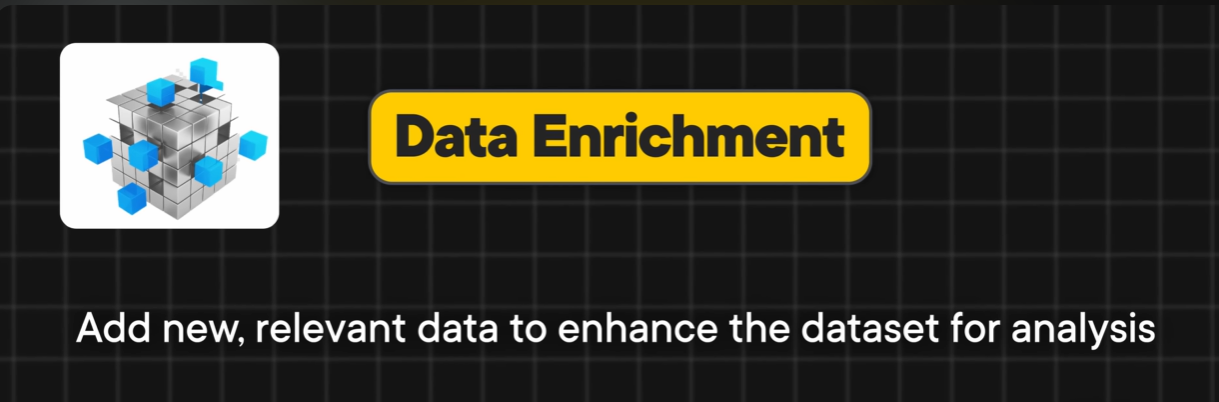 Data Enrichment
Add new, relevant data to enhance the dataset for analysis